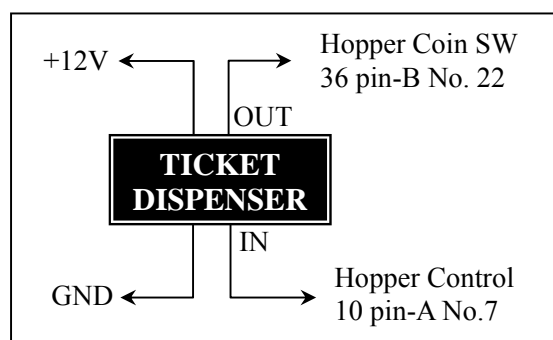 +12V
Hopper Coin SW
36 pin-B No. 22
OUT
TICKET
DISPENSER
IN
GND
Hopper Control
10 pin-A No.7